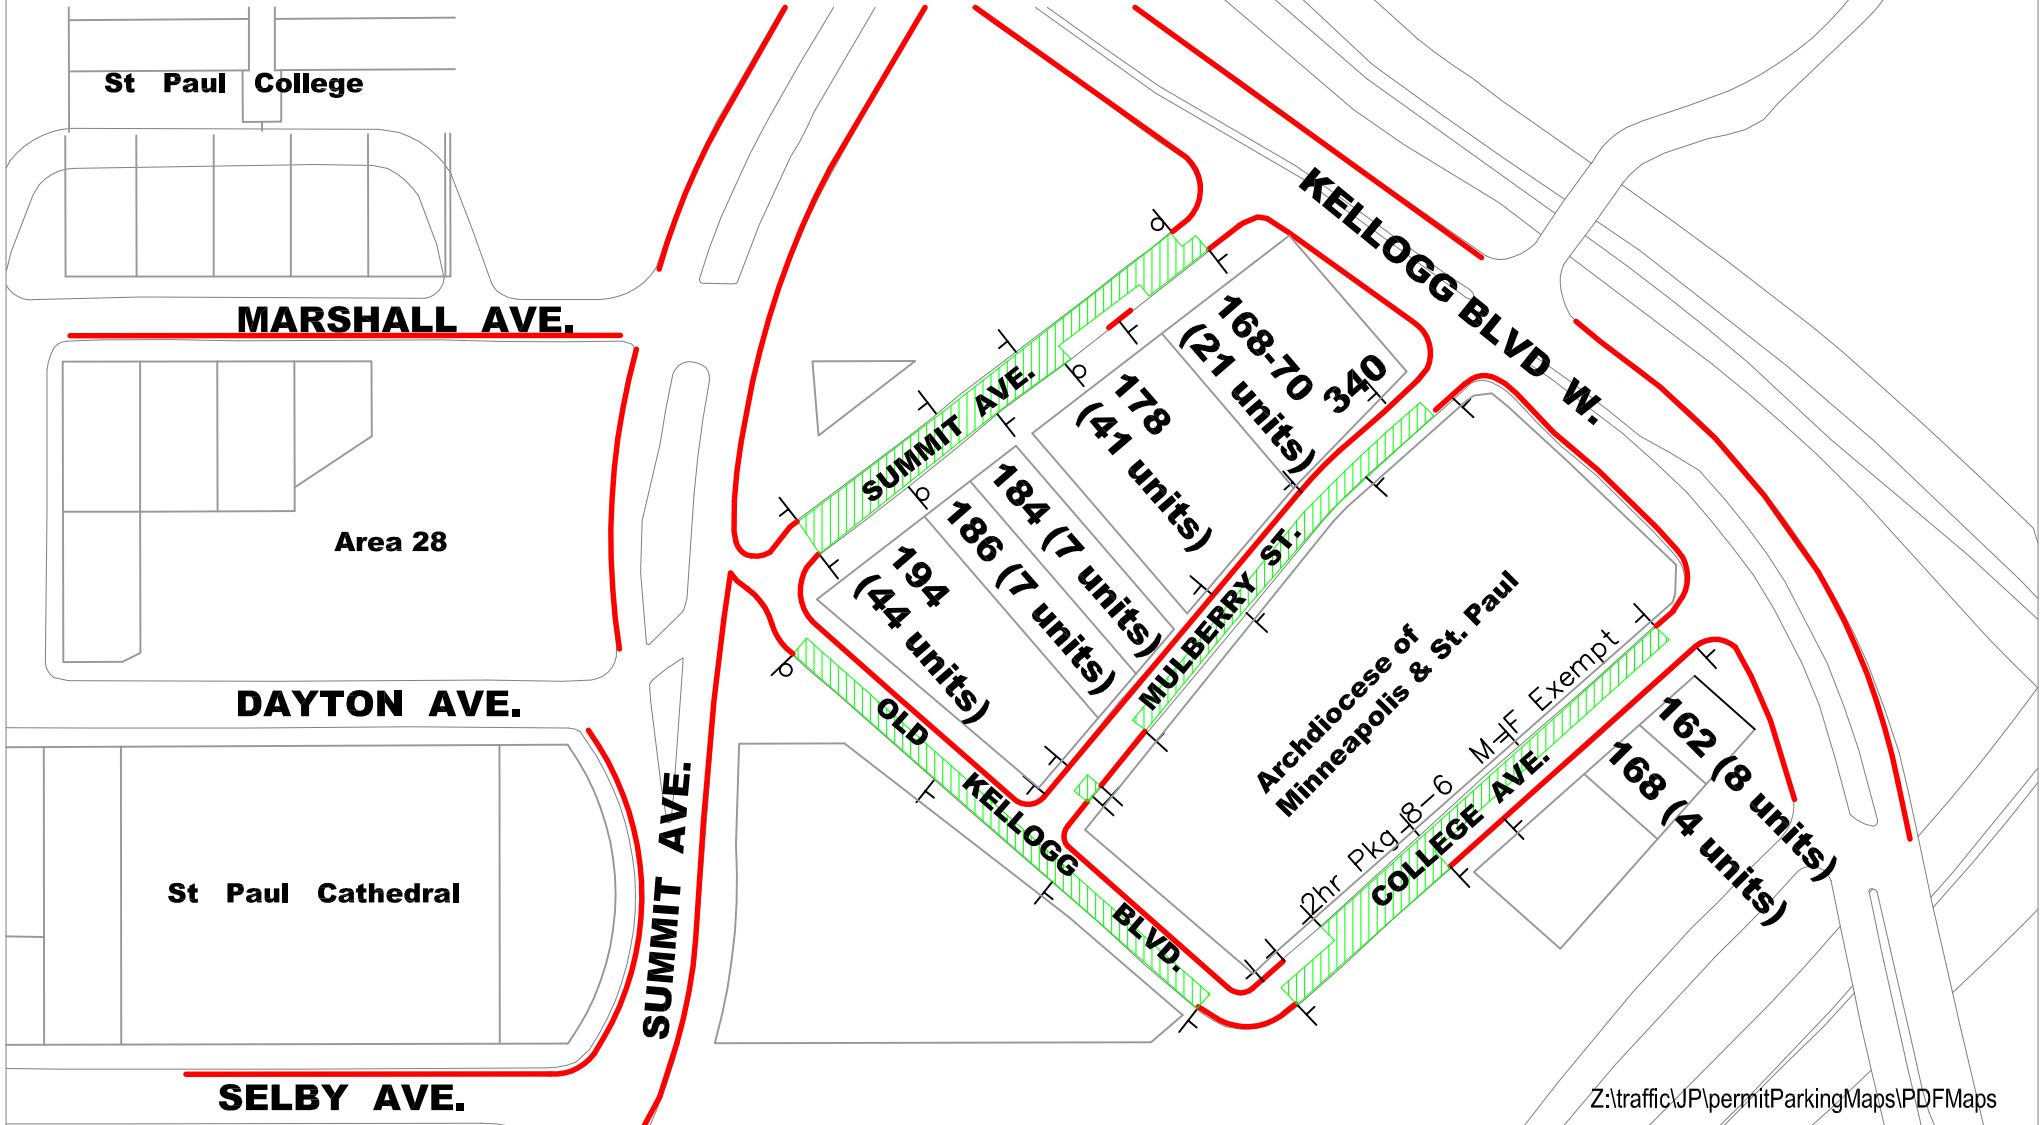 St Paul College
MARSHALL AVE.
Area 28
DAYTON AVE.
St Paul Cathedral
SELBY AVE.
SUMMIT AVE.
SUMMIT AVE.
KELLOGG BLVD W.
168-70
(21 units)
340
178
(41 units)
184 (7 units)
186 (7 units)
194
(44 units)
MULBERRY ST.
OLD KELLOGG BLVD.
Archdiocese of
Minneapolis & St. Paul
2hr Pkg 8-6 M-F Exempt
COLLEGE AVE.
162 (8 units)
168 (4 units)
Z:\traffic\JP\permitParkingMaps\PDFMaps